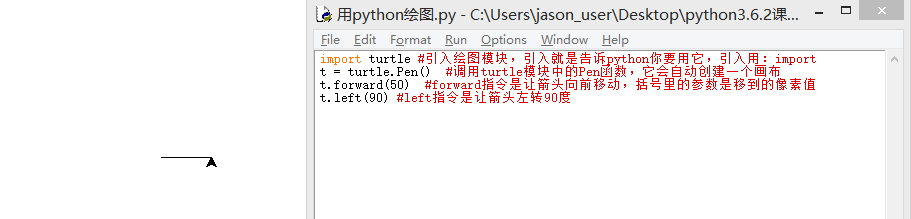 用python绘图.py - C:\Users\jason_user\Desktop\python3.6.2课...
File Edit Format Run Options Window Help
import turtle #引入绘图模块，引入就是告诉python你要用它，引入用：import
t = turtle.Pen()  #调用turtle模块中的Pen函数，它会自动创建一个画布
t.forward(50)  #forward指令是让箭头向前移动，括号里的参数是移到的像素值
t.left(90) #left指令是让箭头左转90度